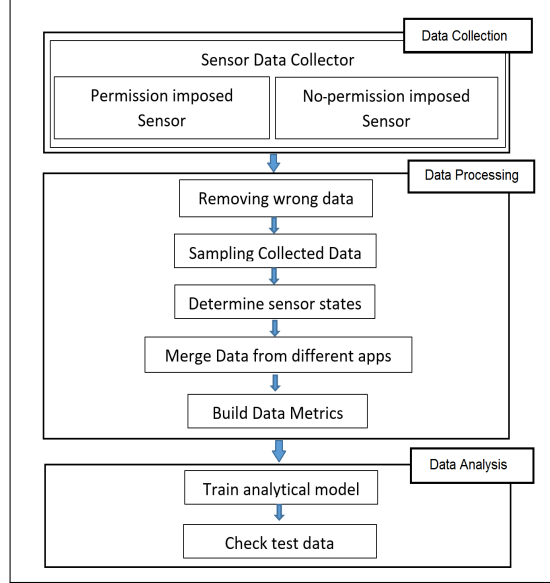 Data Collection
Sensor Data Collector
Permission imposed
Sensor
No-permission imposed
Sensor
Data Processing
Removing wrong data
Sampling Collected Data
Determine sensor states
Merge Data from different apps
Build Data Metrics
Data Analysis
Train analytical model
Check test data